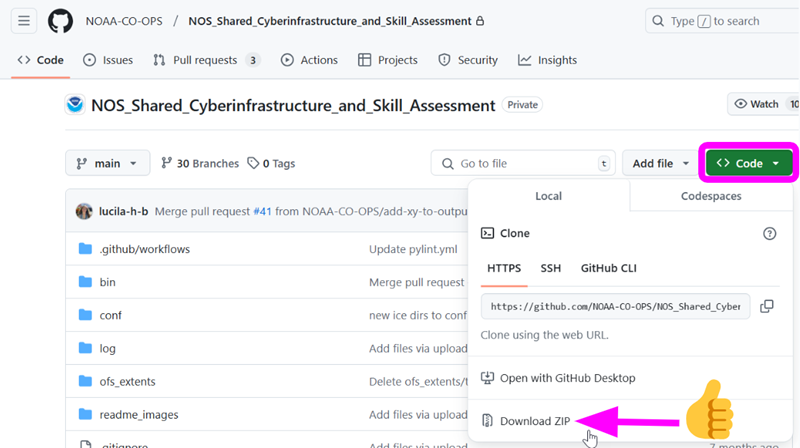 NOAA-CO-OPS / NOS_Shared_Cyberinfrastructure_and_Skill_Assessment
Type / to search
Code Issues Pull requests 3 Actions Projects Security Insights
NOS_Shared_Cyberinfrastructure_and_Skill_Assessment Private
Watch 10
main 30 Branches 0 Tags
Go to file t
Add file
Code
lucila-h-b Merge pull request #41 from NOAA-CO-OPS/add-xy-to-outpu
.github/workflows Update pylint.yml
bin Merge pull request
conf new ice dirs to conf
log Add files via upload
ofs_extents Delete ofs_extents/t
readme_images Add files via upload
.gitignore Add files via upload
Local Codespaces
Clone
HTTPS SSH GitHub CLI
https://github.com/NOAA-CO-OPS/NOS_Shared_Cyber
Clone using the web URL.
Open with GitHub Desktop
Download ZIP
7 months ago